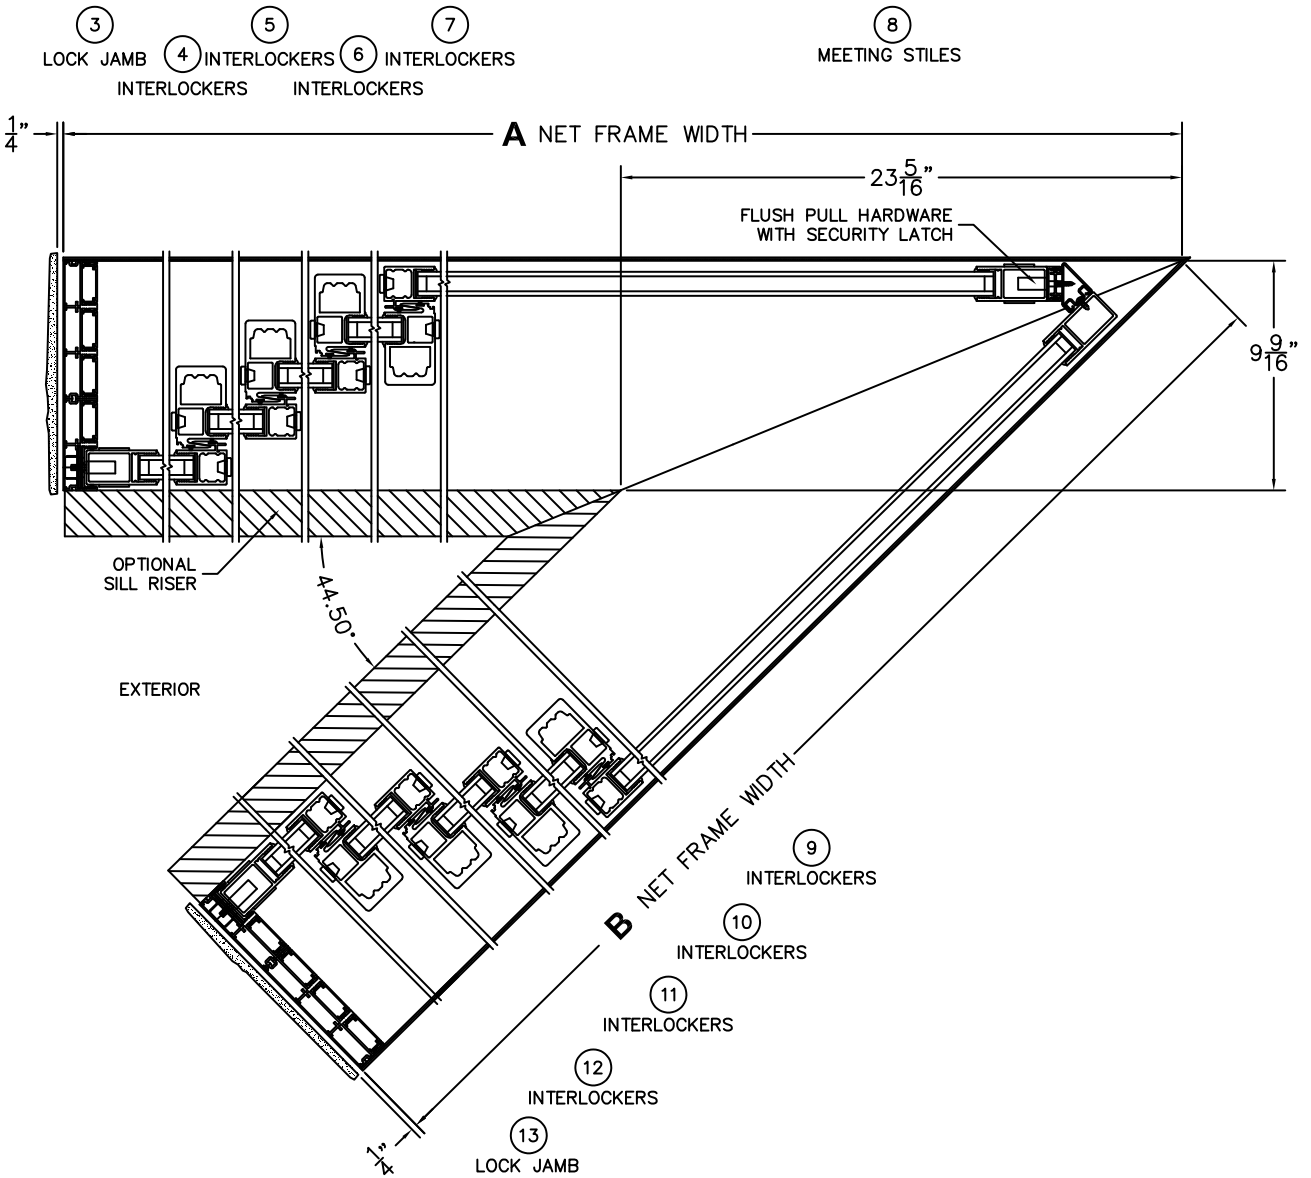 3
LOCK JAMB
4
INTERLOCKERS
5
INTERLOCKERS
6
INTERLOCKERS
7
INTERLOCKERS
8
MEETING STILES
1/4"
A NET FRAME WIDTH
23 5/16"
FLUSH PULL HARDWARE
WITH SECURITY LATCH
9 9/16"
OPTIONAL
SILL RISER
44.50°
EXTERIOR
B NET FRAME WIDTH
9
INTERLOCKERS
10
INTERLOCKERS
11
INTERLOCKERS
12
INTERLOCKERS
13
LOCK JAMB
1/4"